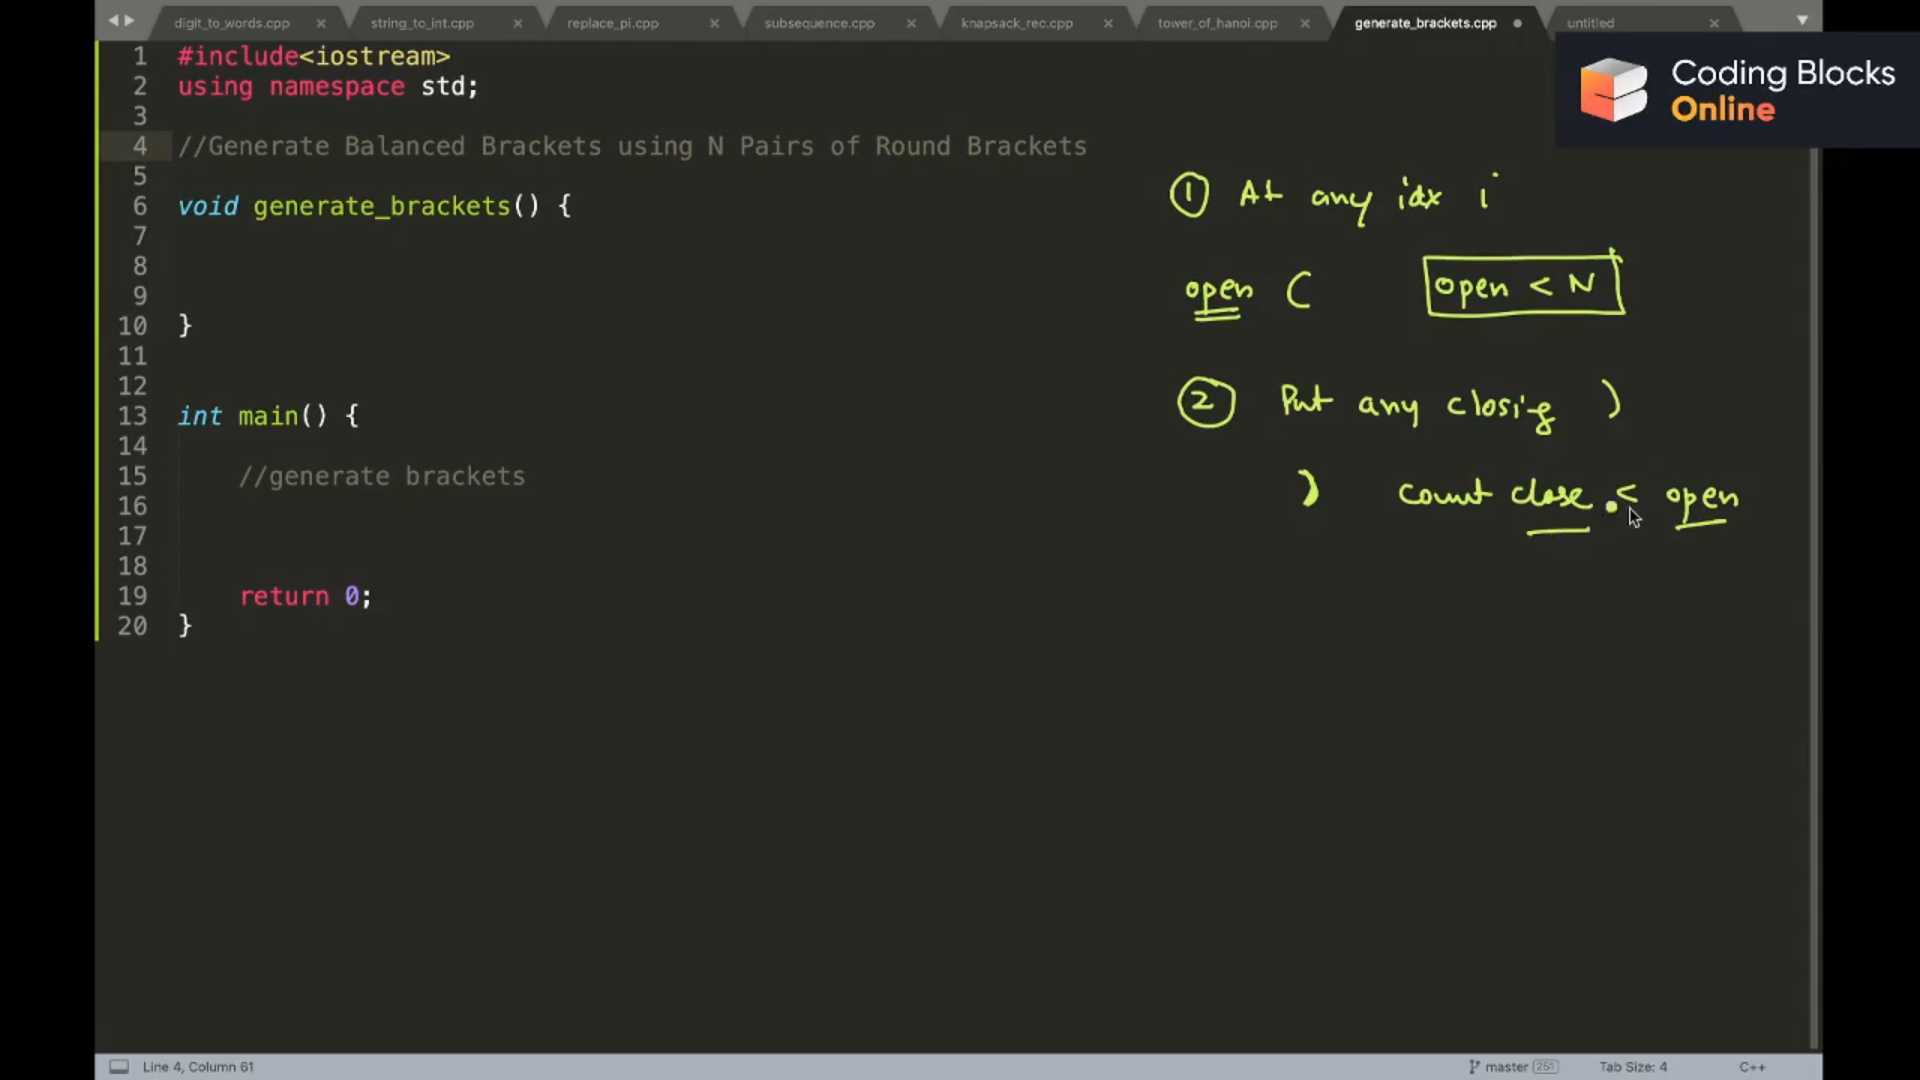 digit_to_words.cpp × string_to_int.cpp × replace_pi.cpp × subsequence.cpp × knapsack_rec.cpp × tower_of_hanoi.cpp × generate_brackets.cpp • untitled ×
Coding Blocks
Online
1 #include<iostream>
2 using namespace std;
3
4 //Generate Balanced Brackets using N Pairs of Round Brackets
5
6 void generate_brackets() {
7
8
9
10 }
11
12
13 int main() {
14
15 //generate brackets
16
17
18
19 return 0;
20 }
① At any idx i
open ( open < N
② Put any closing )
) count close < open
Line 4, Column 61 master 251 Tab Size: 4 C++